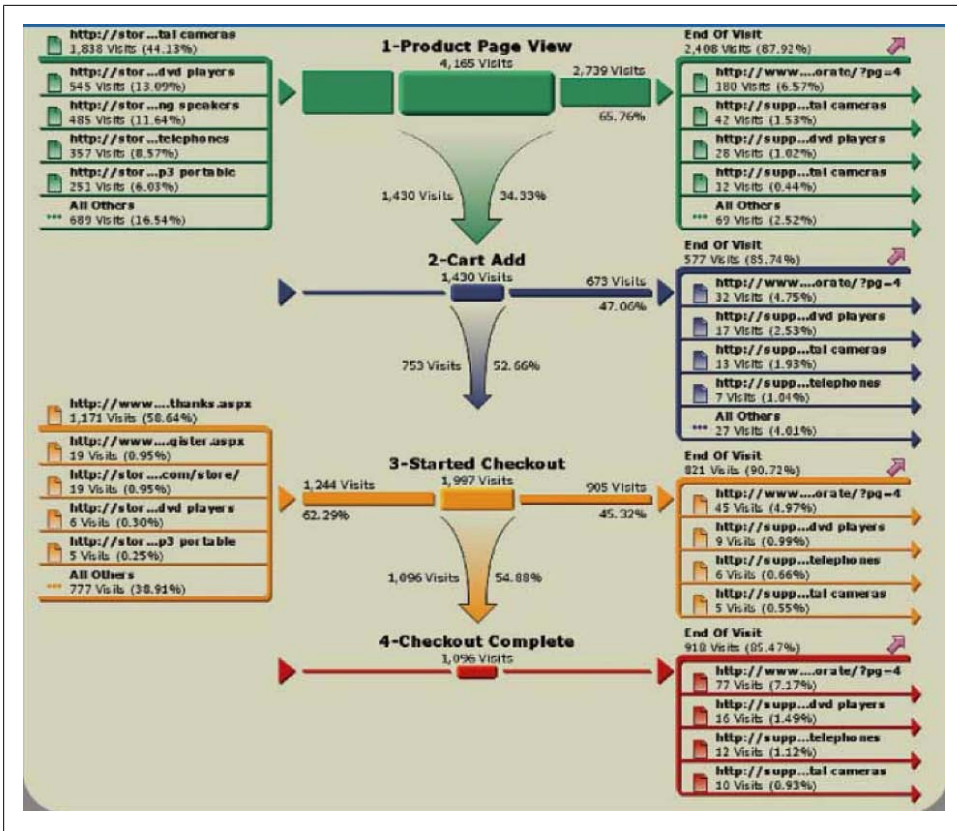 http://stor...tal cameras
1,838 Visits (44.13%)
http://stor...dvd players
545 Visits (13.09%)
http://stor...ng speakers
485 Visits (11.64%)
http://stor...telephones
357 Visits (8.57%)
http://stor...p3 portable
251 Visits (6.03%)
All Others
689 Visits (16.54%)
1-Product Page View
4,165 Visits
2,739 Visits
65.76%
1,430 Visits
34.33%
End Of Visit
2,408 Visits (87.92%)
http://www....orate/?pg=4
180 Visits (6.57%)
http://supp...tal cameras
42 Visits (1.53%)
http://supp...dvd players
28 Visits (1.02%)
http://supp...tal cameras
12 Visits (0.44%)
All Others
69 Visits (2.52%)
2-Cart Add
1,430 Visits
673 Visits
47.06%
753 Visits
52.66%
End Of Visit
577 Visits (85.74%)
http://www....orate/?pg=4
32 Visits (4.75%)
http://supp...dvd players
17 Visits (2.53%)
http://supp...tal cameras
13 Visits (1.93%)
http://supp...telephones
7 Visits (1.04%)
All Others
27 Visits (4.01%)
http://www....thanks.aspx
1,171 Visits (58.64%)
http://www....gister.aspx
19 Visits (0.95%)
http://stor....com/store/
19 Visits (0.95%)
http://stor...dvd players
6 Visits (0.30%)
http://stor...p3 portable
5 Visits (0.25%)
All Others
777 Visits (38.91%)
3-Started Checkout
1,244 Visits
62.29%
1,997 Visits
905 Visits
45.32%
1,096 Visits
54.88%
End Of Visit
821 Visits (90.72%)
http://www....orate/?pg=4
45 Visits (4.97%)
http://supp...dvd players
9 Visits (0.99%)
http://supp...telephones
6 Visits (0.66%)
http://supp...tal cameras
5 Visits (0.55%)
4-Checkout Complete
1,096 Visits
End Of Visit
918 Visits (85.47%)
http://www....orate/?pg=4
77 Visits (7.17%)
http://supp...dvd players
16 Visits (1.49%)
http://supp...telephones
12 Visits (1.12%)
http://supp...tal cameras
10 Visits (0.93%)